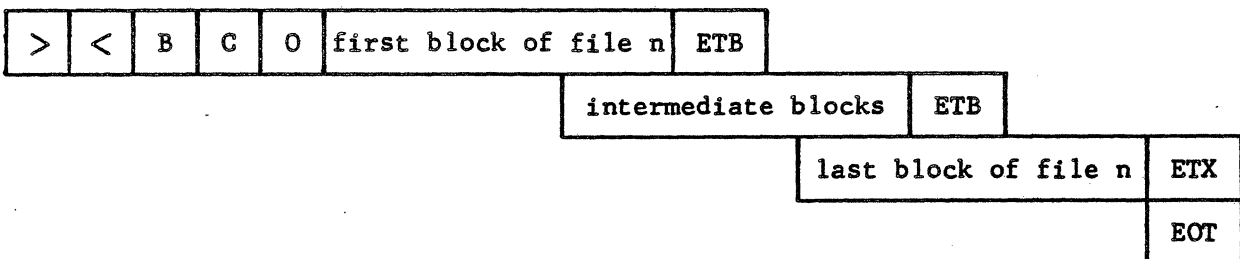 > < B C O first block of file n ETB
intermediate blocks ETB
last block of file n ETX
EOT